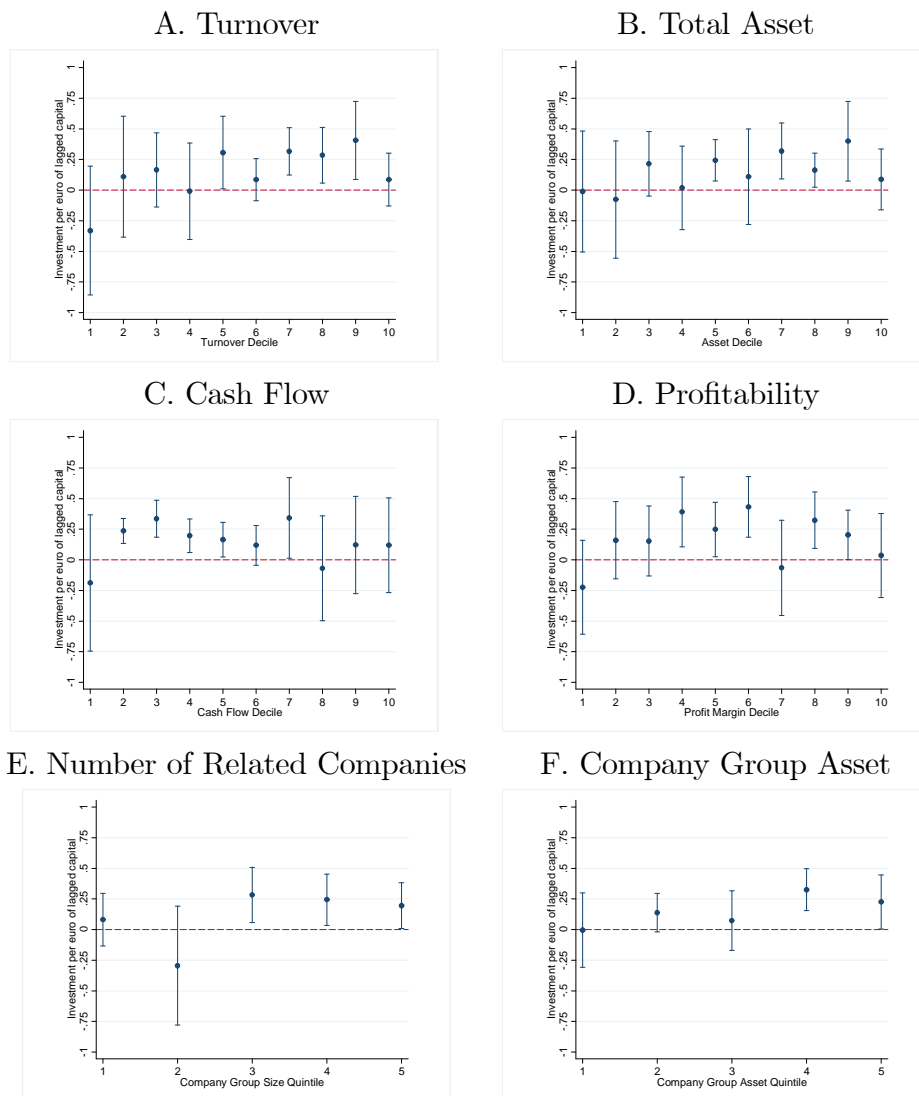 A. Turnover
Investment per euro of lagged capital
1
.75
.5
.25
0
-.25
-.5
-.75
-1
1 2 3 4 5 6 7 8 9 10
Turnover Decile
B. Total Asset
Investment per euro of lagged capital
1
.75
.5
.25
0
-.25
-.5
-.75
-1
1 2 3 4 5 6 7 8 9 10
Asset Decile
C. Cash Flow
Investment per euro of lagged capital
1
.75
.5
.25
0
-.25
-.5
-.75
-1
1 2 3 4 5 6 7 8 9 10
Cash Flow Decile
D. Profitability
Investment per euro of lagged capital
1
.75
.5
.25
0
-.25
-.5
-.75
-1
1 2 3 4 5 6 7 8 9 10
Profit Margin Decile
E. Number of Related Companies
Investment per euro of lagged capital
1
.75
.5
.25
0
-.25
-.5
-.75
-1
1 2 3 4 5
Company Group Size Quintile
F. Company Group Asset
Investment per euro of lagged capital
1
.75
.5
.25
0
-.25
-.5
-.75
-1
1 2 3 4 5
Company Group Asset Quintile